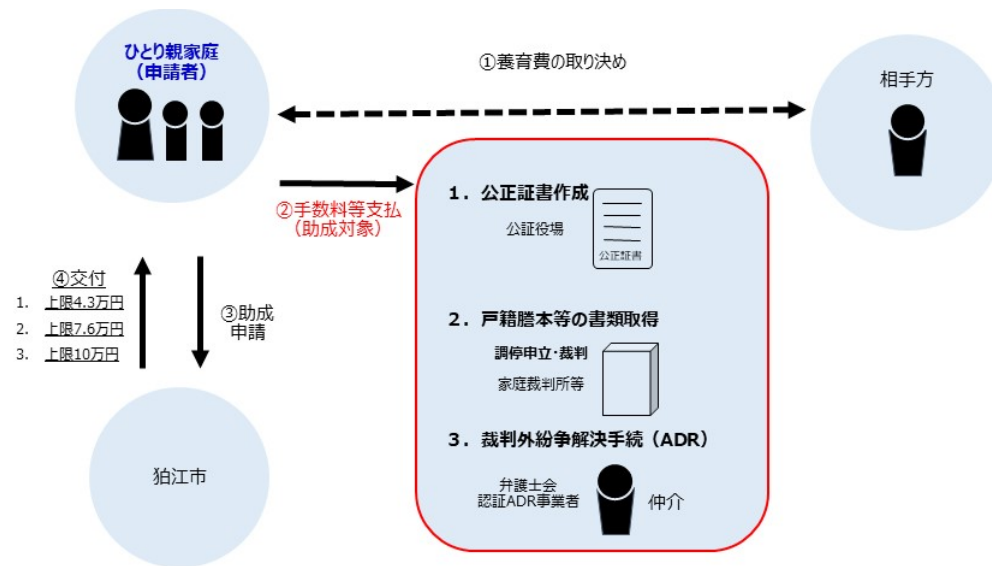 ひとり親家庭
（申請者）
①養育費の取り決め
相手方
②手数料等支払
（助成対象）
1．公正証書作成
公証役場
公正証書
④交付
1. 上限4.3万円
2. 上限7.6万円
3. 上限10万円
③助成
申請
2．戸籍謄本等の書類取得
調停申立・裁判
家庭裁判所等
3．裁判外紛争解決手続（ADR）
弁護士会
認証ADR事業者
仲介
狛江市